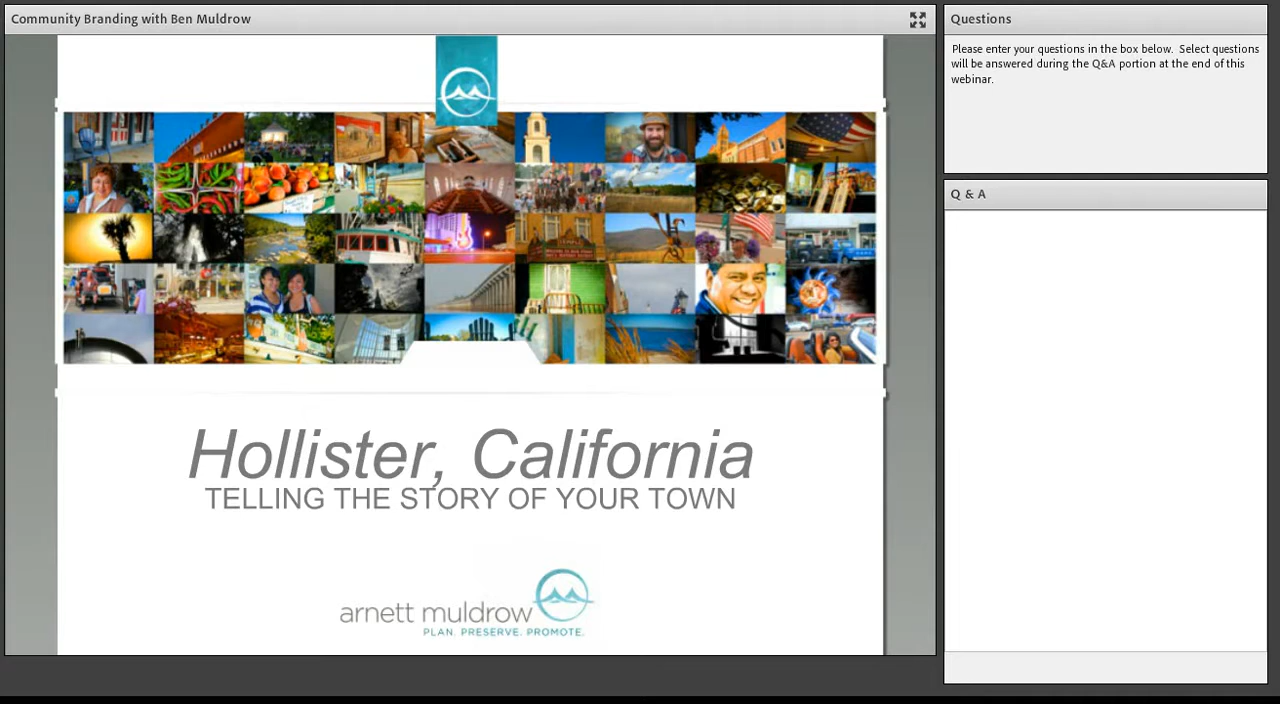 Community Branding with Ben Muldrow
Hollister, California
TELLING THE STORY OF YOUR TOWN
arnett muldrow
PLAN. PRESERVE. PROMOTE.
Questions
Please enter your questions in the box below.  Select questions
will be answered during the Q&A portion at the end of this
webinar.
Q & A